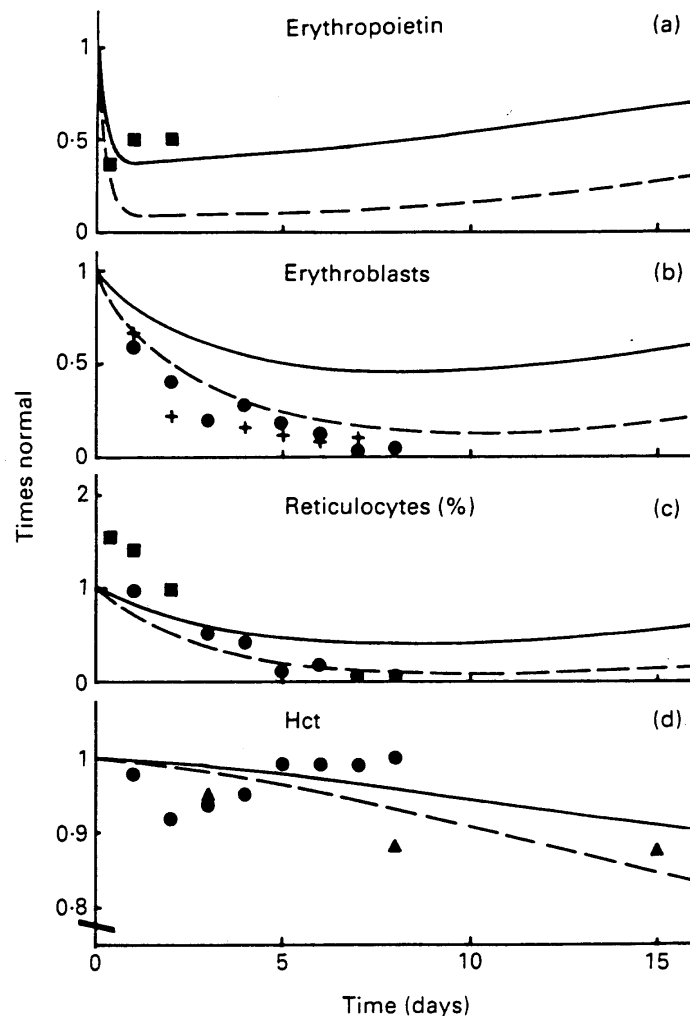 Erythropoietin (a)
1
0·5
0
Erythroblasts (b)
1
0·5
0
Reticulocytes (%) (c)
2
1
0
Hct (d)
1
0·9
0·8
0 5 10 15
Time (days)
Times normal